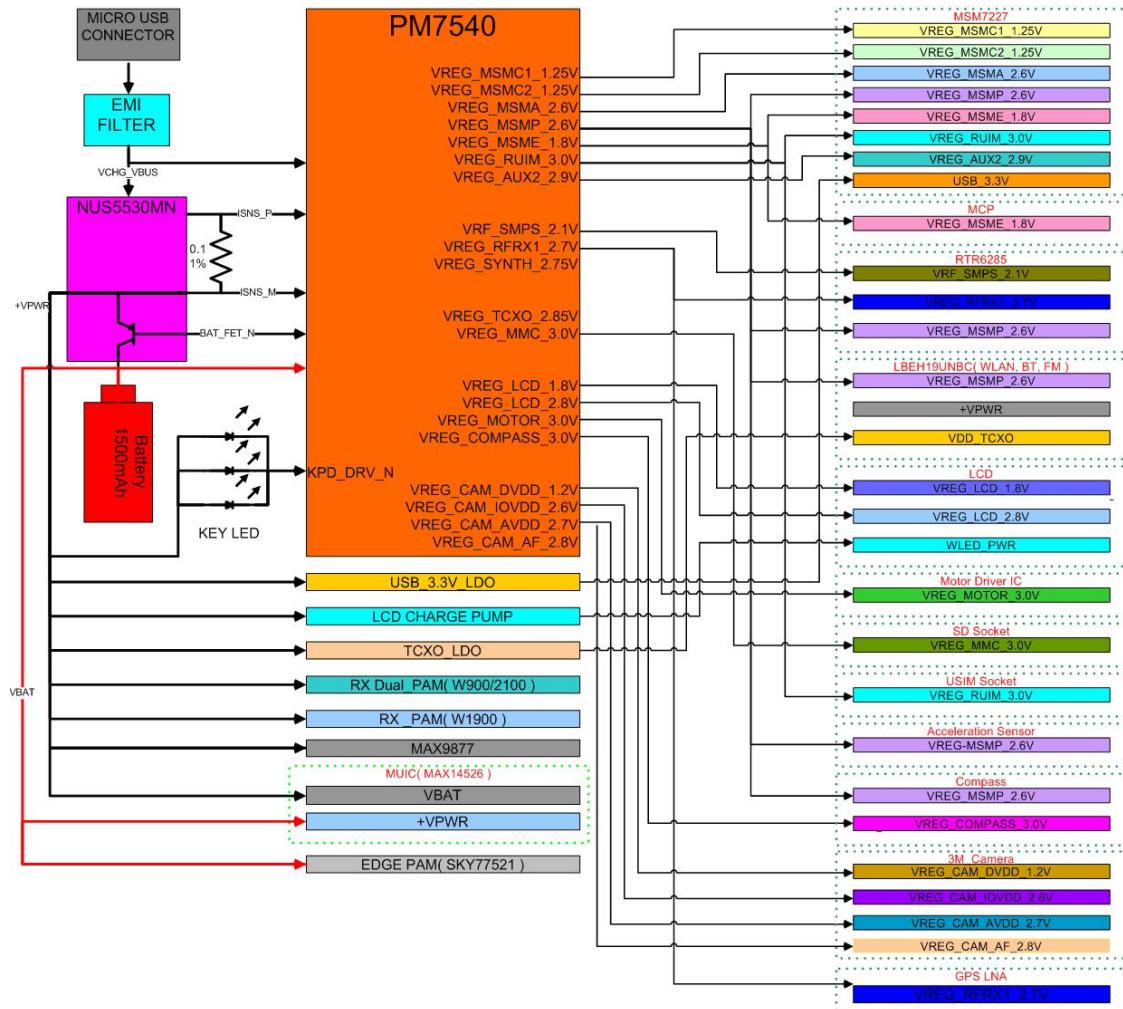 MICRO USB
CONNECTOR
EMI
FILTER
VCHG_VBUS
NUS5530MN
ISNS_P
0.1
1%
ISNS_M
+VPWR
BAT_FET_N
Battery
1500mAh
KEY LED
VBAT
PM7540
VREG_MSMC1_1.25V
VREG_MSMC2_1.25V
VREG_MSMA_2.6V
VREG_MSMP_2.6V
VREG_MSME_1.8V
VREG_RUIM_3.0V
VREG_AUX2_2.9V
VRF_SMPS_2.1V
VREG_RFRX1_2.7V
VREG_SYNTH_2.75V
VREG_TCXO_2.85V
VREG_MMC_3.0V
VREG_LCD_1.8V
VREG_LCD_2.8V
VREG_MOTOR_3.0V
VREG_COMPASS_3.0V
KPD_DRV_N
VREG_CAM_DVDD_1.2V
VREG_CAM_IOVDD_2.6V
VREG_CAM_AVDD_2.7V
VREG_CAM_AF_2.8V
USB_3.3V_LDO
LCD CHARGE PUMP
TCXO_LDO
RX Dual_PAM( W900/2100 )
RX _PAM( W1900 )
MAX9877
MUIC( MAX14526 )
VBAT
+VPWR
EDGE PAM( SKY77521 )
MSM7227
VREG_MSMC1_1.25V
VREG_MSMC2_1.25V
VREG_MSMA_2.6V
VREG_MSMP_2.6V
VREG_MSME_1.8V
VREG_RUIM_3.0V
VREG_AUX2_2.9V
USB_3.3V
MCP
VREG_MSME_1.8V
RTR6285
VRF_SMPS_2.1V
VREG_RFRX1_2.7V
VREG_MSMP_2.6V
LBEH19UNBC( WLAN, BT, FM )
VREG_MSMP_2.6V
+VPWR
VDD_TCXO
LCD
VREG_LCD_1.8V
VREG_LCD_2.8V
WLED_PWR
Motor Driver IC
VREG_MOTOR_3.0V
SD Socket
VREG_MMC_3.0V
USIM Socket
VREG_RUIM_3.0V
Acceleration Sensor
VREG-MSMP_2.6V
Compass
VREG_MSMP_2.6V
VREG_COMPASS_3.0V
3M_Camera
VREG_CAM_DVDD_1.2V
VREG_CAM_IOVDD_2.6V
VREG_CAM_AVDD_2.7V
VREG_CAM_AF_2.8V
GPS LNA
VREG_RFRX1_2.7V